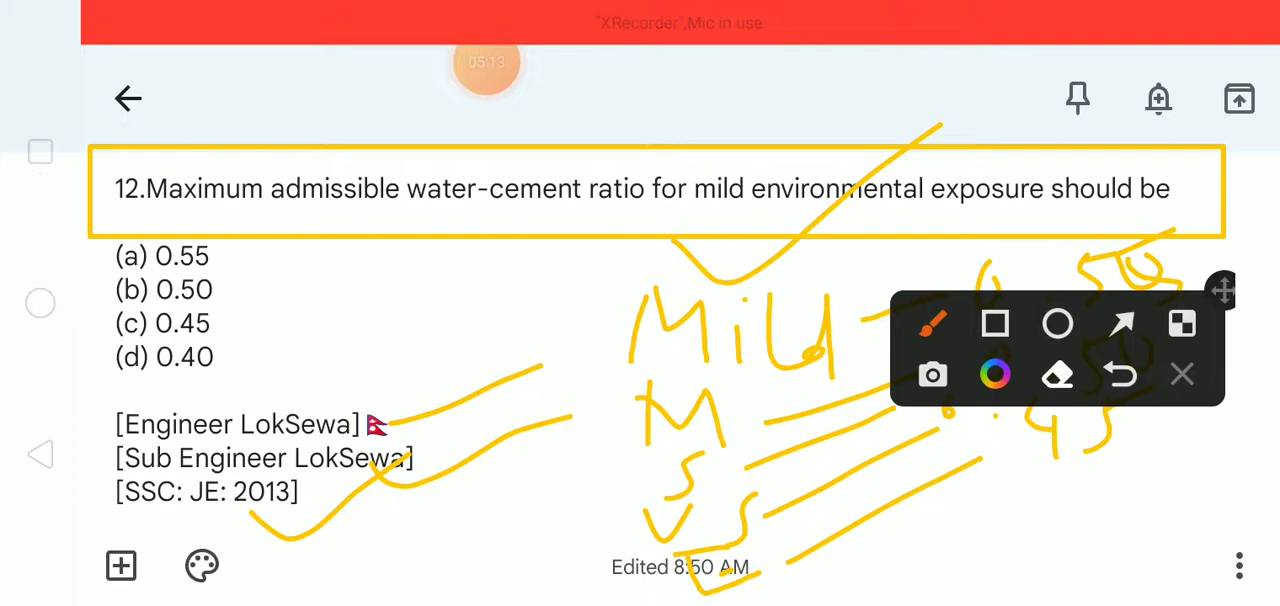 "XRecorder",Mic in use
05:13
12.Maximum admissible water-cement ratio for mild environmental exposure should be
(a) 0.55
(b) 0.50
(c) 0.45
(d) 0.40
Mild
M
S
VS
E
.45
[Engineer LokSewa]🇳🇵
[Sub Engineer LokSewa]
[SSC: JE: 2013]
Edited 8:50 AM